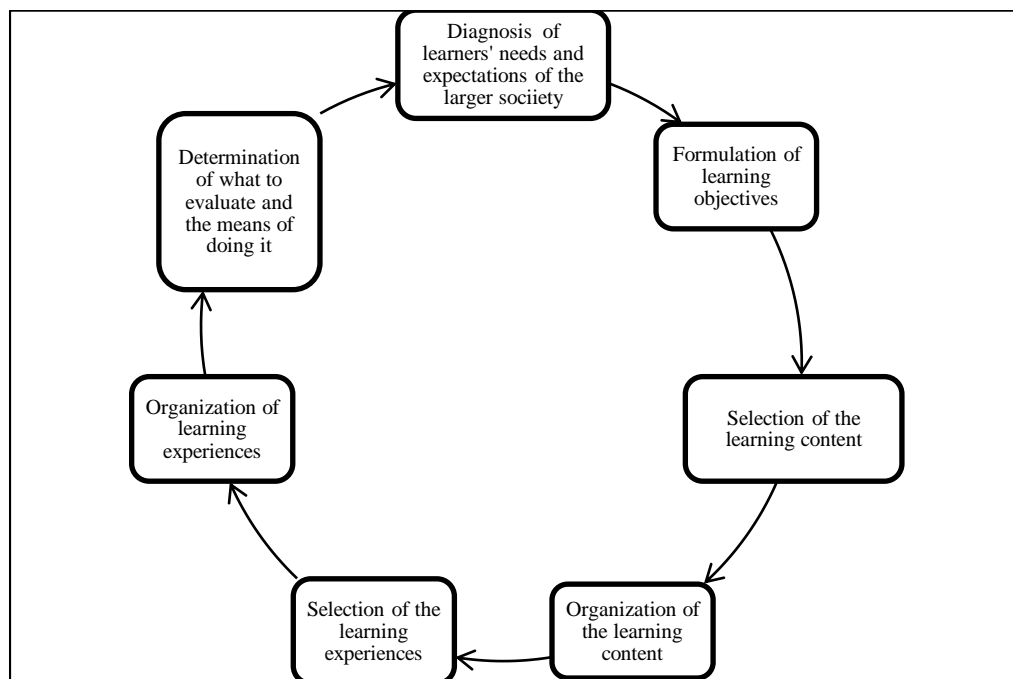 Diagnosis of
learners' needs and
expectations of the
larger sociiety
Formulation of
learning
objectives
Selection of the
learning content
Organization of
the learning
content
Selection of the
learning
experiences
Organization of
learning
experiences
Determination
of what to
evaluate and
the means of
doing it